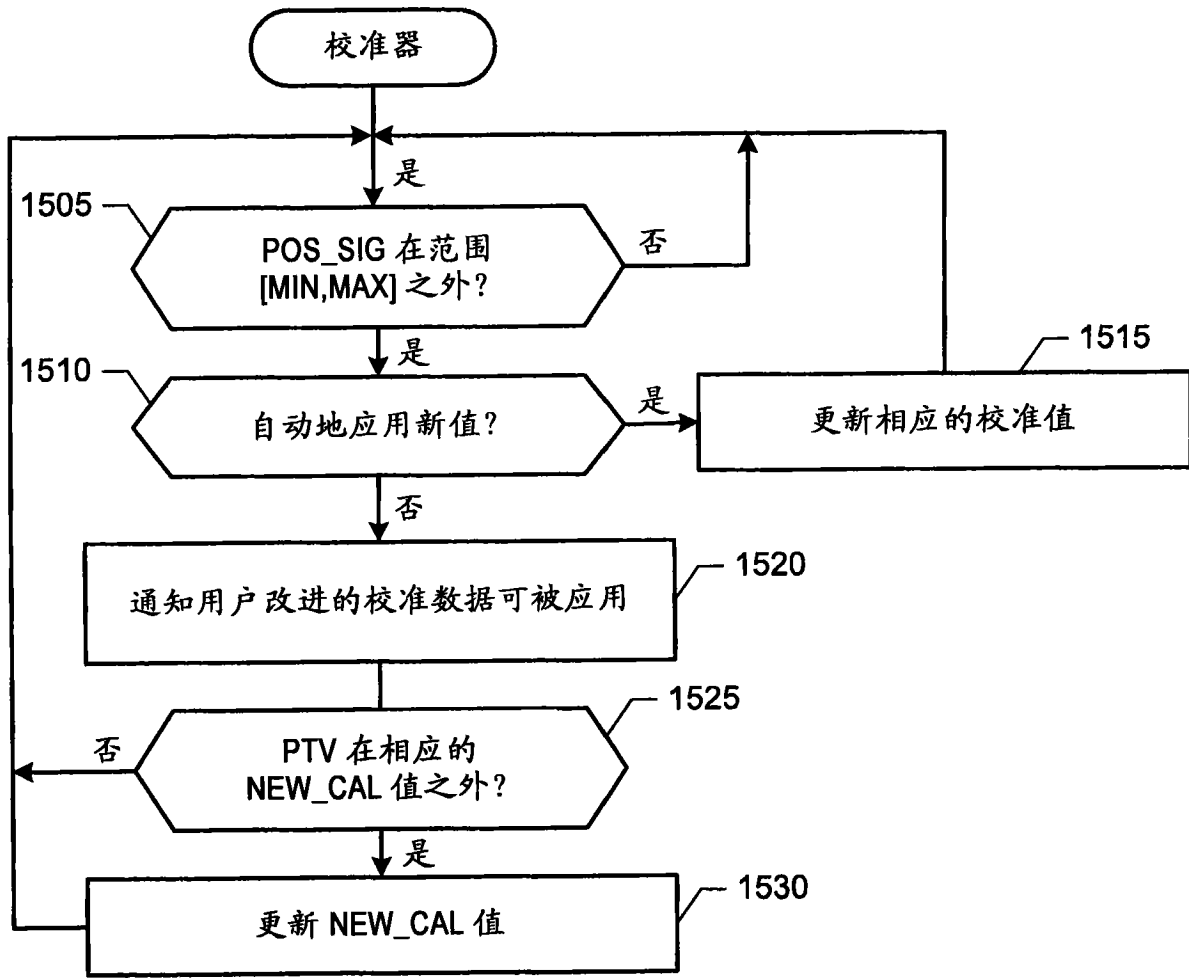 校准器
是
1505
POS_SIG 在范围
[MIN,MAX] 之外?
否
是
1510
自动地应用新值?
是
1515
更新相应的校准值
否
1520
通知用户改进的校准数据可被应用
1525
PTV 在相应的
NEW_CAL 值之外?
否
是
1530
更新 NEW_CAL 值